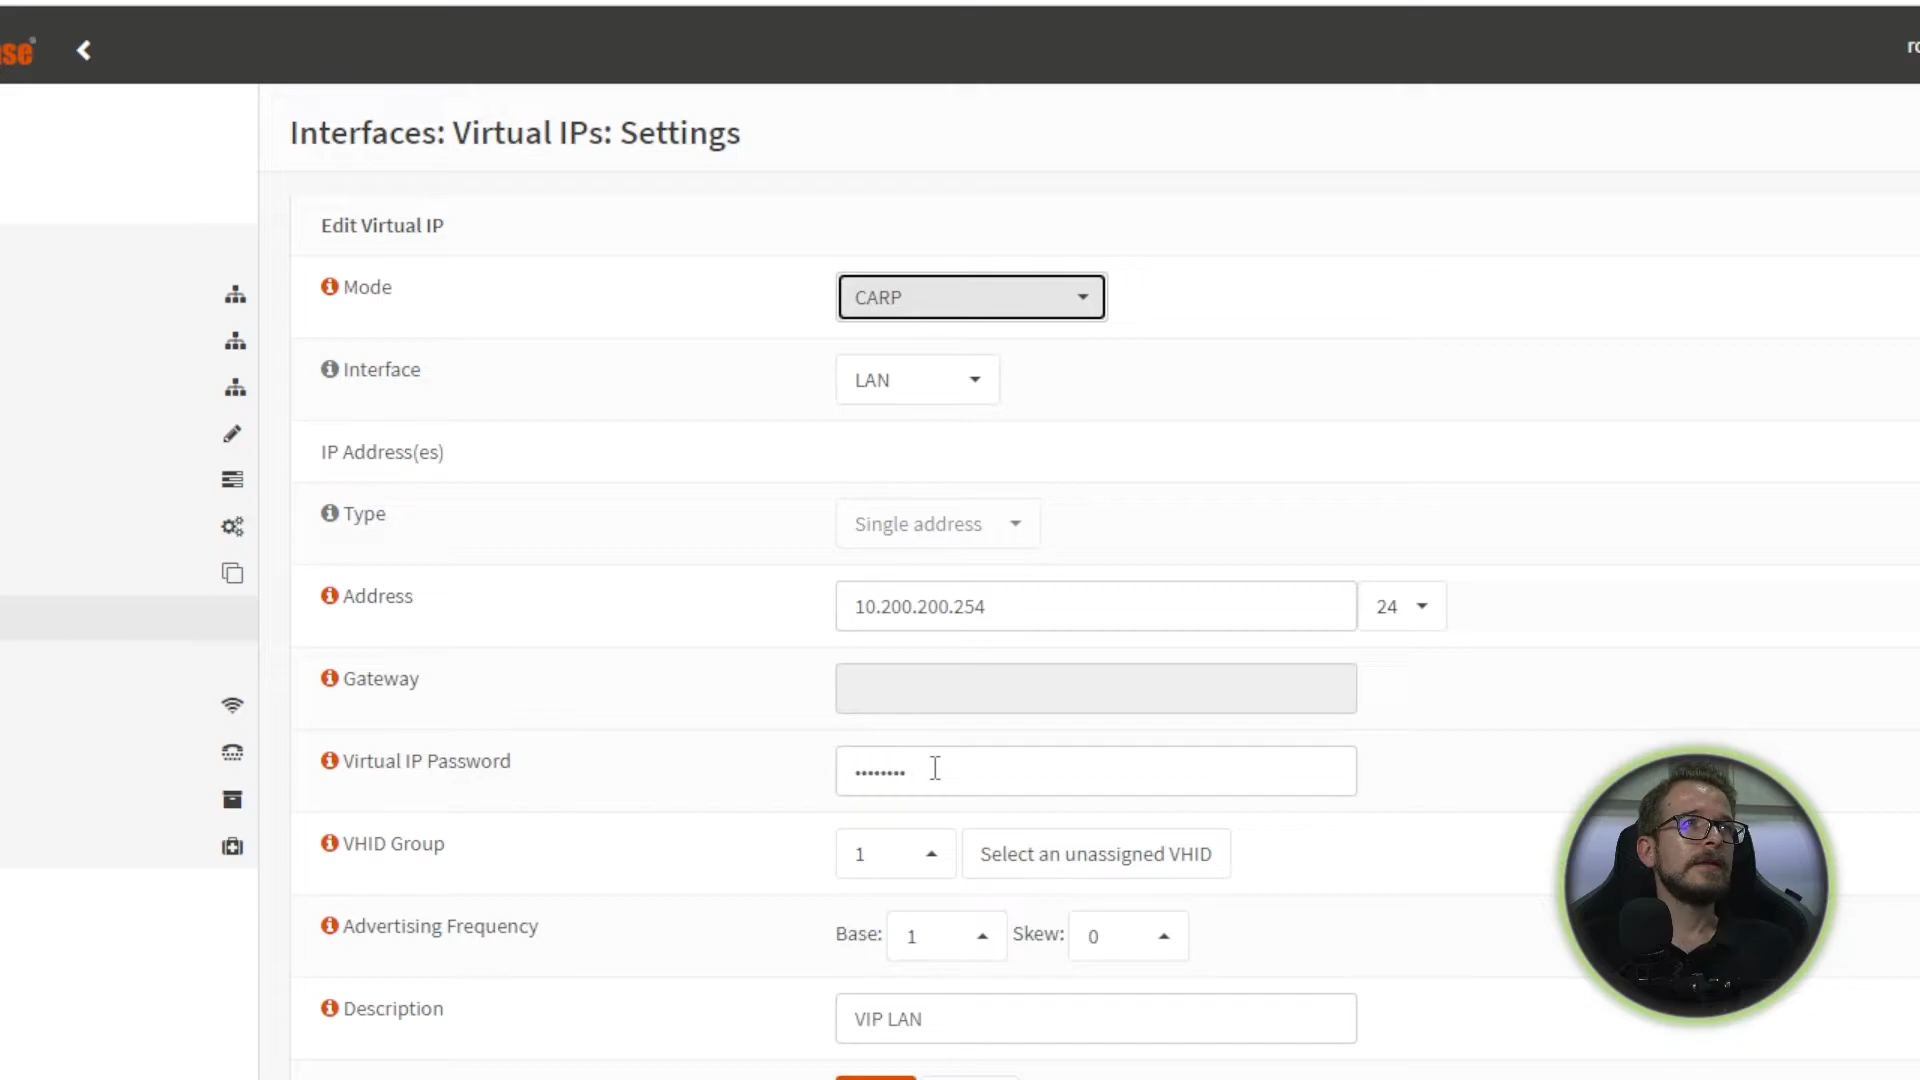 Interfaces: Virtual IPs: Settings
Edit Virtual IP
Mode
CARP
Interface
LAN
IP Address(es)
Type
Single address
Address
10.200.200.254
24
Gateway
Virtual IP Password
VHID Group
1
Select an unassigned VHID
Advertising Frequency
Base:
1
Skew:
0
Description
VIP LAN